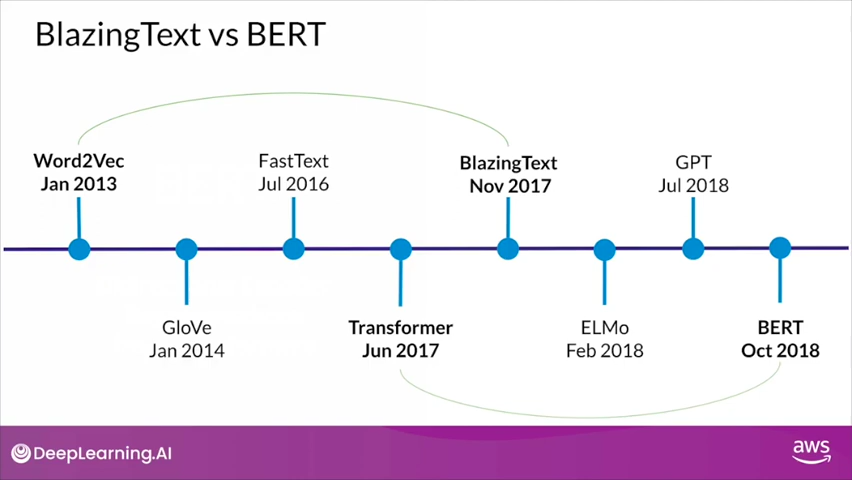 BlazingText vs BERT
Word2Vec
Jan 2013
FastText
Jul 2016
BlazingText
Nov 2017
GPT
Jul 2018
GloVe
Jan 2014
Transformer
Jun 2017
ELMo
Feb 2018
BERT
Oct 2018
DeepLearning.AI
aws